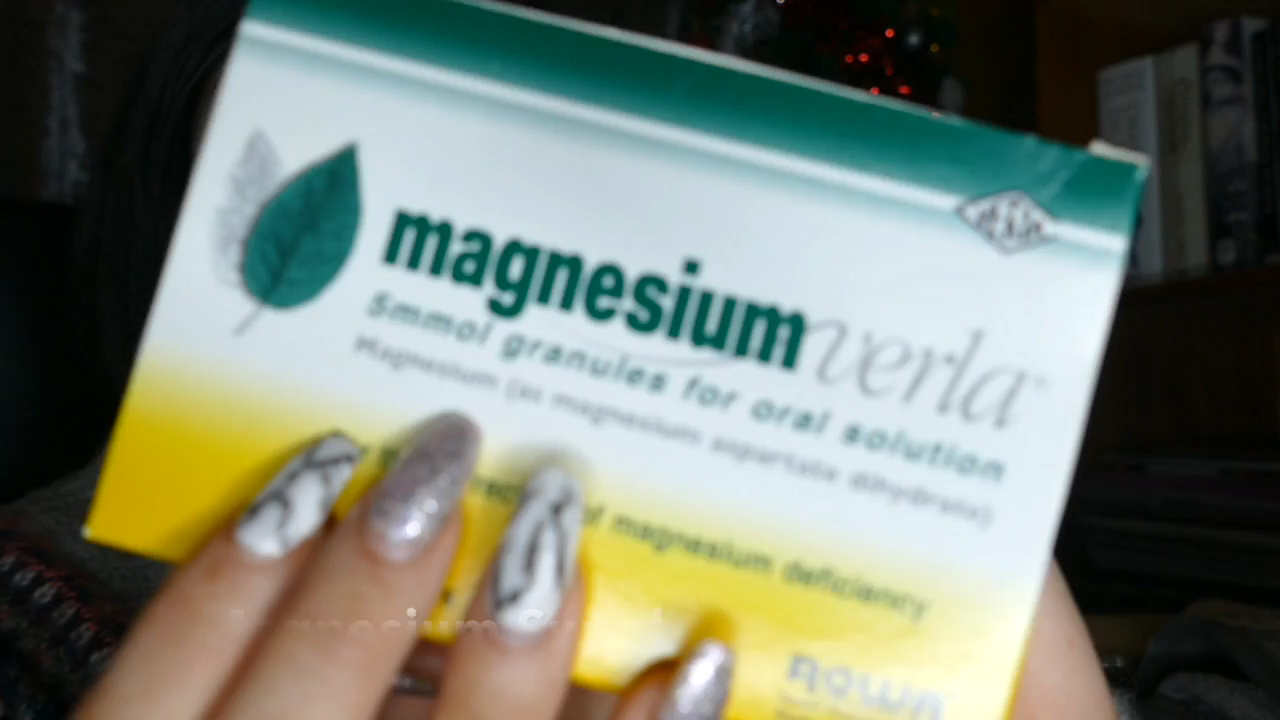 magnesium verla
5mmol granules for oral solution
Magnesium (as magnesium aspartate dihydrate)
of magnesium deficiency
ROWA